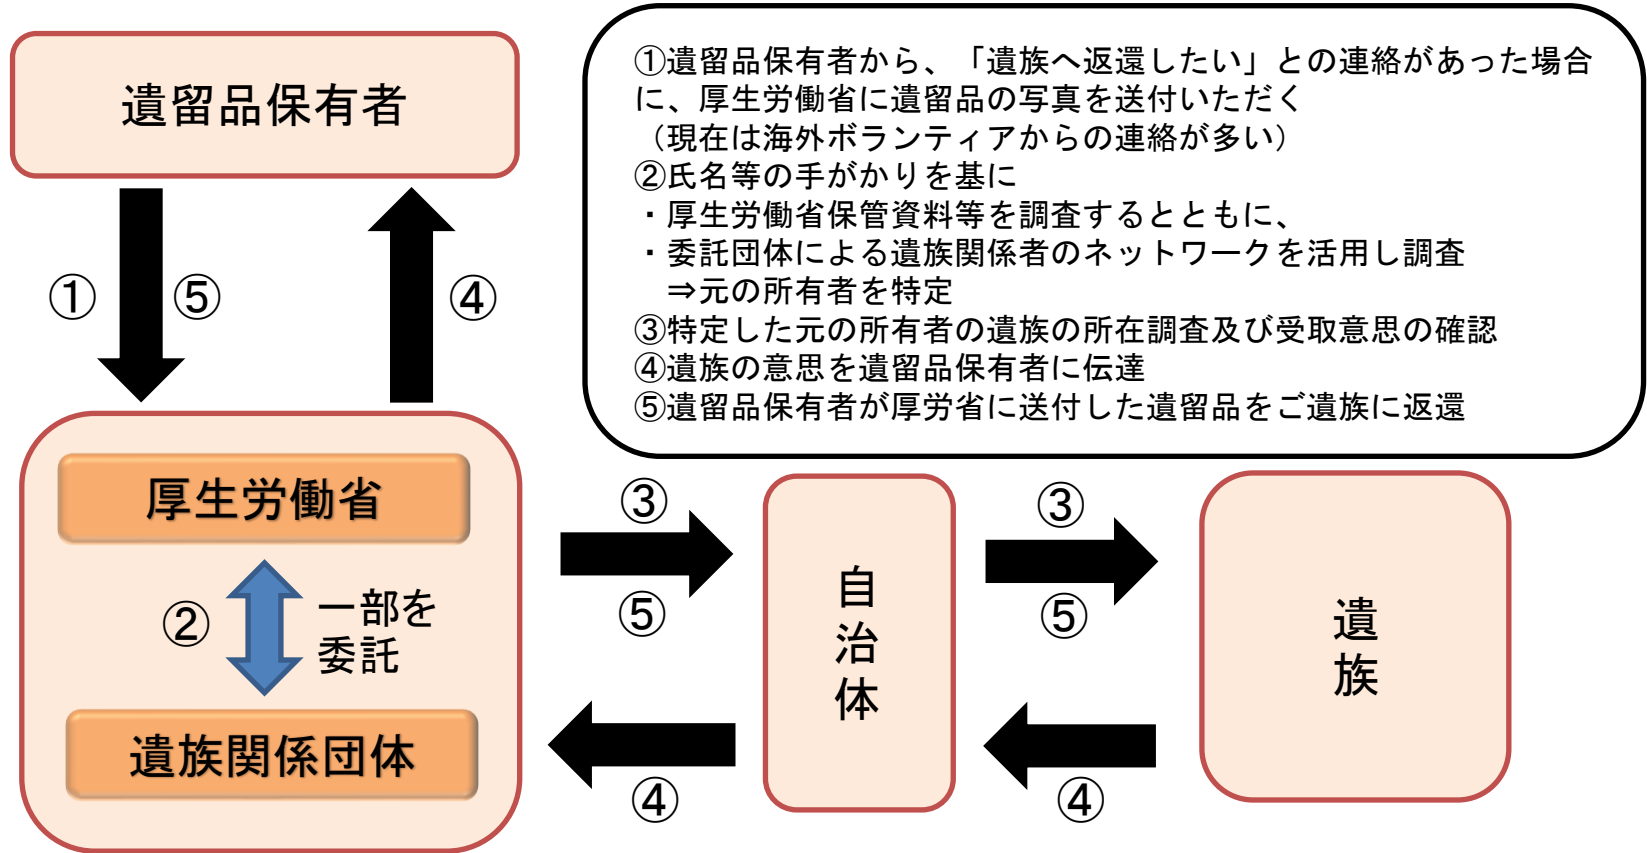 遺留品保有者
①遺留品保有者から、「遺族へ返還したい」との連絡があった場合
に、厚生労働省に遺留品の写真を送付いただく
（現在は海外ボランティアからの連絡が多い）
②氏名等の手がかりを基に
・厚生労働省保管資料等を調査するとともに、
・委託団体による遺族関係者のネットワークを活用し調査
⇒元の所有者を特定
③特定した元の所有者の遺族の所在調査及び受取意思の確認
④遺族の意思を遺留品保有者に伝達
⑤遺留品保有者が厚労省に送付した遺留品をご遺族に返還
①
⑤
④
厚生労働省
②
一部を
委託
遺族関係団体
③
⑤
④
自治体
③
⑤
④
遺族